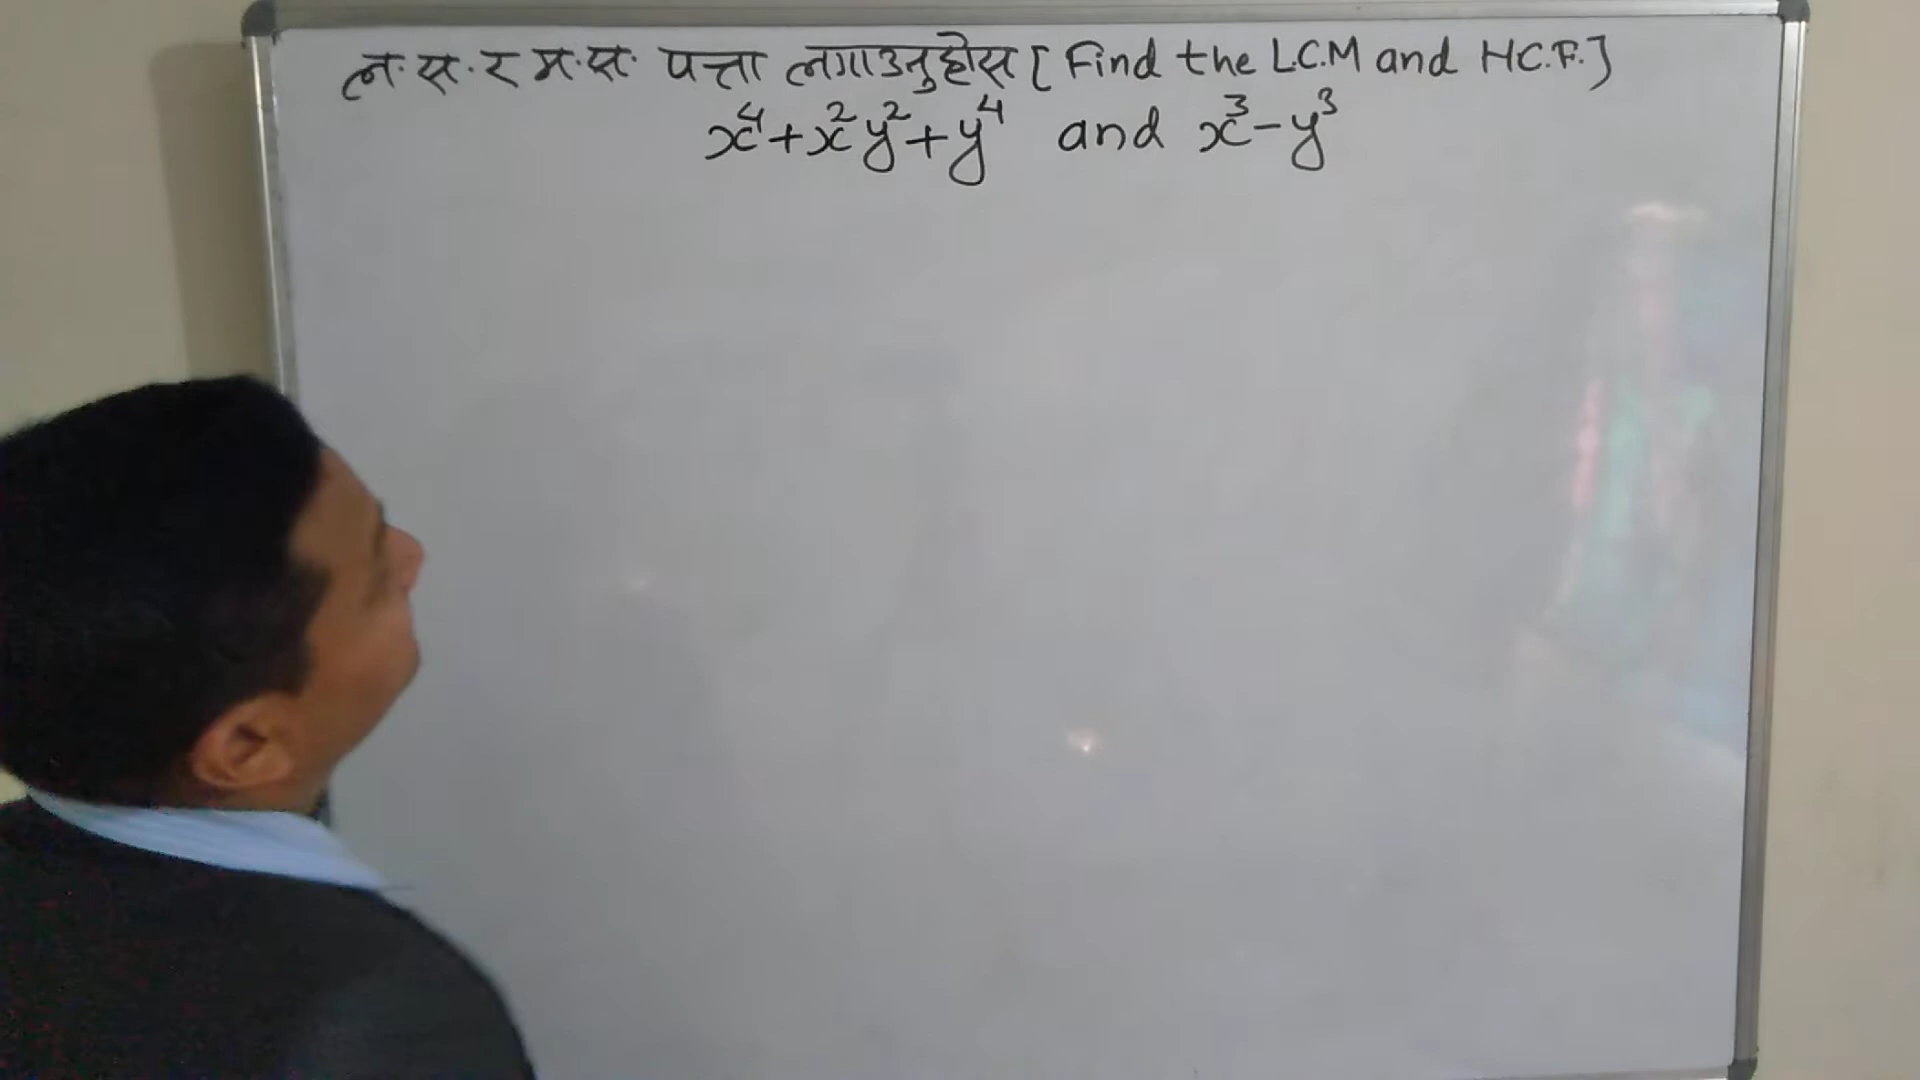 ल.स.र म.स. पत्ता लगाउनुहोस [Find the L.C.M and H.C.F.]
x⁴+x²y²+y⁴ and x³-y³